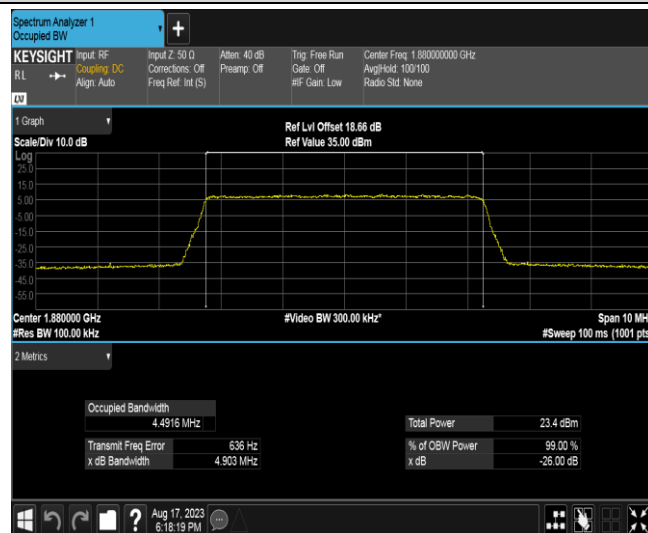 Spectrum Analyzer 1
Occupied BW
+
KEYSIGHT Input: RF Input Z: 50 Ω Atten: 40 dB Trig: Free Run Center Freq: 1.880000000 GHz
RL Coupling: DC Corrections: Off Preamp: Off Gate: Off Avg|Hold: 100/100
Align: Auto Freq Ref: Int (S) #IF Gain: Low Radio Std: None
LXI
1 Graph
Ref Lvl Offset 18.66 dB
Scale/Div 10.0 dB Ref Value 35.00 dBm
Log
25.0
15.0
5.00
-5.00
-15.0
-25.0
-35.0
-45.0
-55.0
Center 1.880000 GHz #Video BW 300.00 kHz* Span 10 MH
#Res BW 100.00 kHz #Sweep 100 ms (1001 pts
2 Metrics
Occupied Bandwidth
4.4916 MHz Total Power 23.4 dBm
Transmit Freq Error 636 Hz % of OBW Power 99.00 %
x dB Bandwidth 4.903 MHz x dB -26.00 dB
? Aug 17, 2023
6:18:19 PM